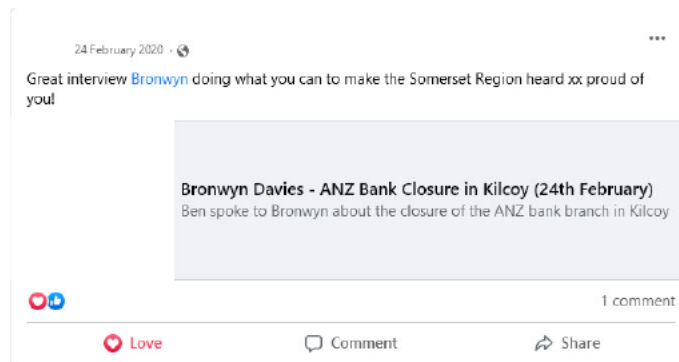 24 February 2020 ·
Great interview Bronwyn doing what you can to make the Somerset Region heard xx proud of
you!
Bronwyn Davies - ANZ Bank Closure in Kilcoy (24th February)
Ben spoke to Bronwyn about the closure of the ANZ bank branch in Kilcoy
1 comment
Love Comment Share